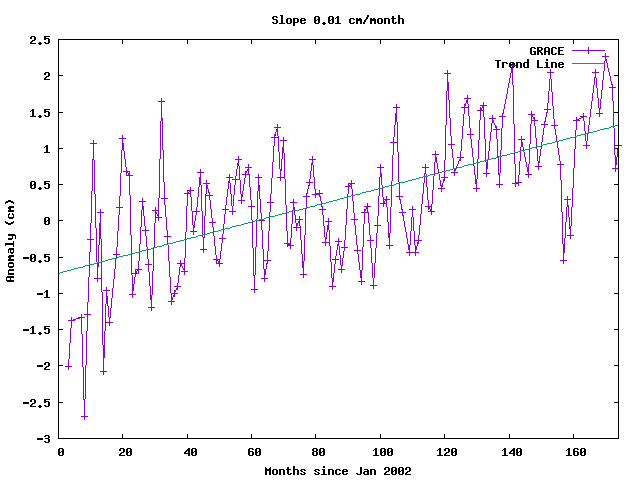 Slope 0.01 cm/month
GRACE
Trend Line
2.5
2
1.5
1
0.5
0
-0.5
-1
-1.5
-2
-2.5
-3
Anomaly (cm)
0 20 40 60 80 100 120 140 160
Months since Jan 2002